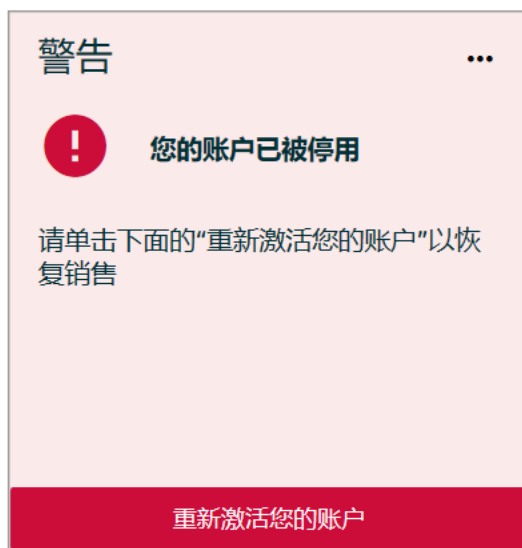 警告
您的账户已被停用
请单击下面的“重新激活您的账户”以恢
复销售
重新激活您的账户